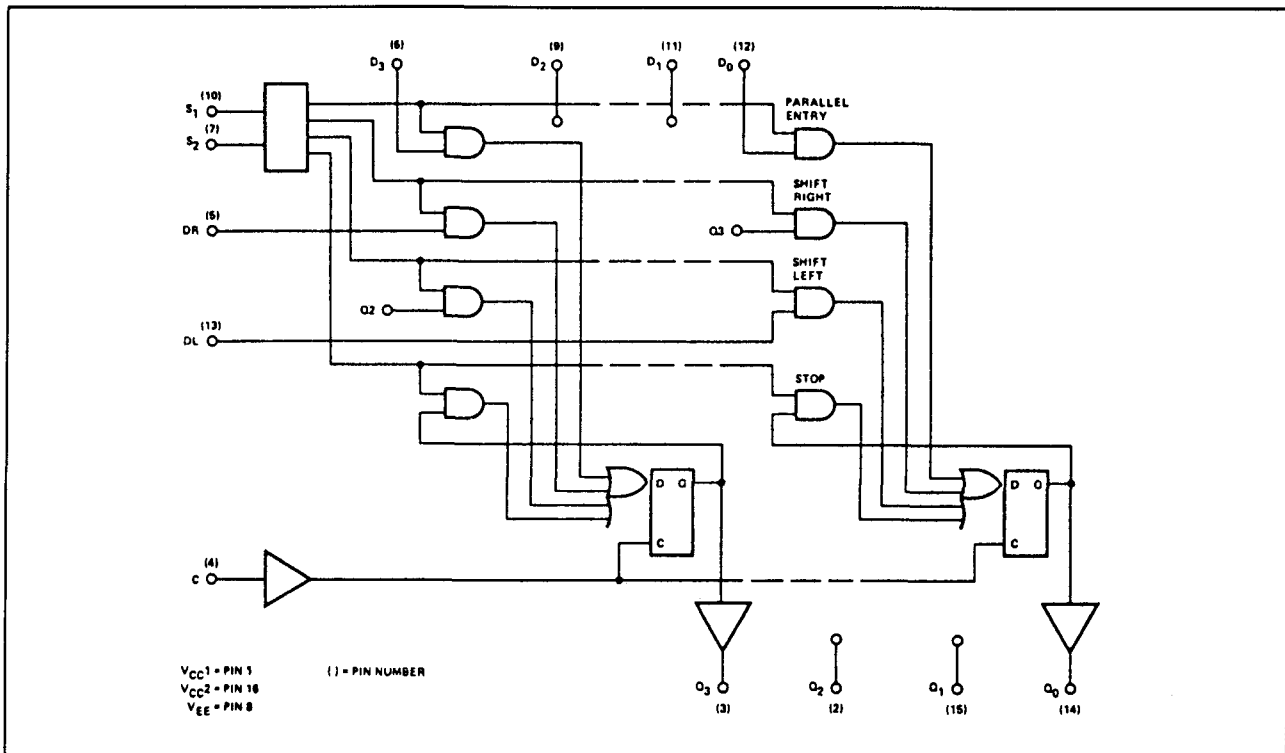 (6) (9) (11) (12)
D3 D2 D1 D0
(10)
S1
PARALLEL
ENTRY
(7)
S2
SHIFT
RIGHT
(5)
DR
Q3
SHIFT
LEFT
Q2
(13)
DL
STOP
D Q
D Q
C
C
(4)
C
VCC1 = PIN 1
VCC2 = PIN 16
VEE = PIN 8
( ) = PIN NUMBER
Q3 Q2 Q1 Q0
(3) (2) (15) (14)